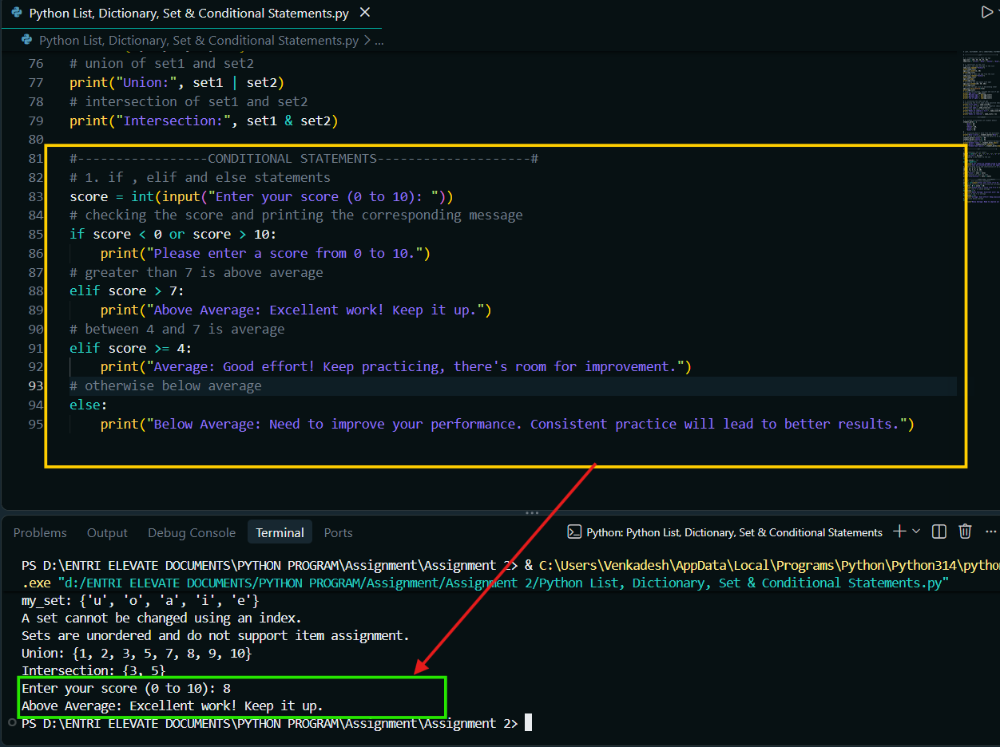 Python List, Dictionary, Set & Conditional Statements.py
Python List, Dictionary, Set & Conditional Statements.py > ...
76 # union of set1 and set2
77 print("Union:", set1 | set2)
78 # intersection of set1 and set2
79 print("Intersection:", set1 & set2)
80
81 #-----------------CONDITIONAL STATEMENTS--------------------#
82 # 1. if , elif and else statements
83 score = int(input("Enter your score (0 to 10): "))
84 # checking the score and printing the corresponding message
85 if score < 0 or score > 10:
86     print("Please enter a score from 0 to 10.")
87 # greater than 7 is above average
88 elif score > 7:
89     print("Above Average: Excellent work! Keep it up.")
90 # between 4 and 7 is average
91 elif score >= 4:
92     print("Average: Good effort! Keep practicing, there's room for improvement.")
93 # otherwise below average
94 else:
95     print("Below Average: Need to improve your performance. Consistent practice will lead to better results.")
Problems Output Debug Console Terminal Ports Python: Python List, Dictionary, Set & Conditional Statements
PS D:\ENTRI ELEVATE DOCUMENTS\PYTHON PROGRAM\Assignment\Assignment 2> & C:\Users\Venkadesh\AppData\Local\Programs\Python\Python314\python
.exe "d:/ENTRI ELEVATE DOCUMENTS/PYTHON PROGRAM/Assignment/Assignment 2/Python List, Dictionary, Set & Conditional Statements.py"
my_set: {'u', 'o', 'a', 'i', 'e'}
A set cannot be changed using an index.
Sets are unordered and do not support item assignment.
Union: {1, 2, 3, 5, 7, 8, 9, 10}
Intersection: {3, 5}
Enter your score (0 to 10): 8
Above Average: Excellent work! Keep it up.
PS D:\ENTRI ELEVATE DOCUMENTS\PYTHON PROGRAM\Assignment\Assignment 2>